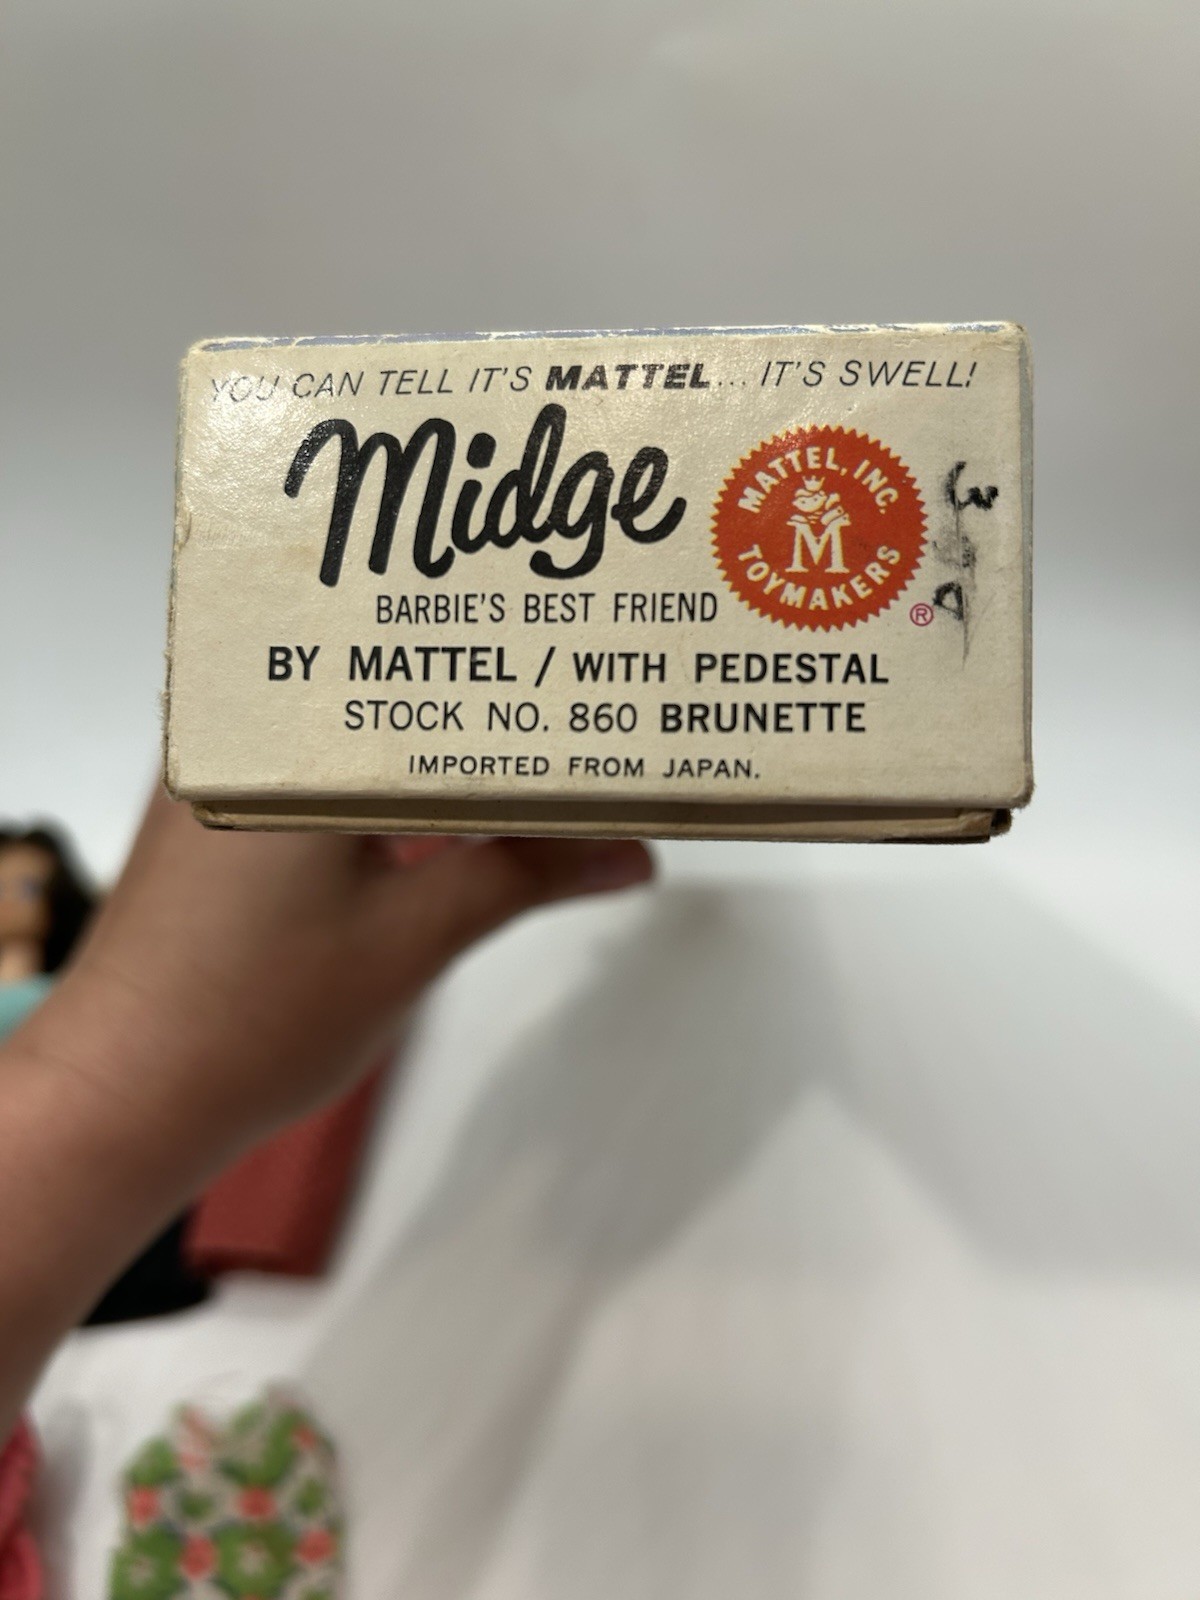 YOU CAN TELL IT'S MATTEL... IT'S SWELL!
Midge
MATTEL, INC.
M
TOYMAKERS
®
BARBIE'S BEST FRIEND
BY MATTEL / WITH PEDESTAL
STOCK NO. 860 BRUNETTE
IMPORTED FROM JAPAN.